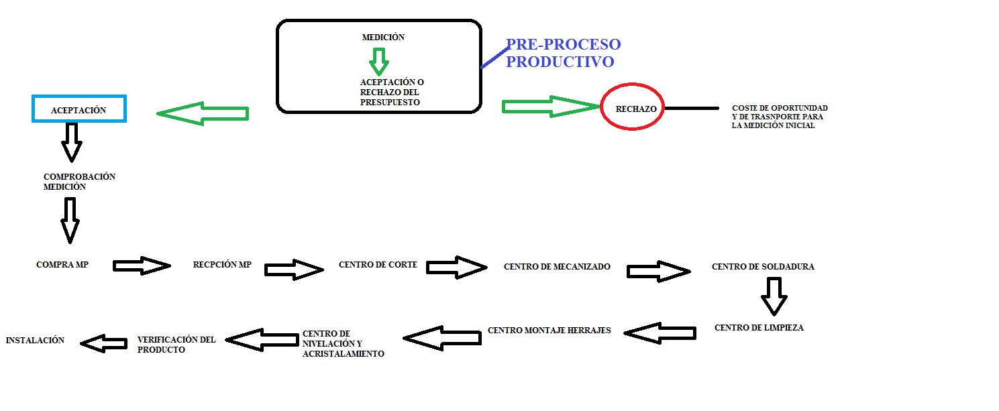 MEDICIÓN
PRE-PROCESO
PRODUCTIVO
ACEPTACIÓN O
RECHAZO DEL
PRESUPUESTO
ACEPTACIÓN
RECHAZO
COSTE DE OPORTUNIDAD
Y DE TRASNPORTE PARA
LA MEDICIÓN INICIAL
COMPROBACIÓN
MEDICIÓN
COMPRA MP
RECPCIÓN MP
CENTRO DE CORTE
CENTRO DE MECANIZADO
CENTRO DE SOLDADURA
CENTRO DE LIMPIEZA
CENTRO MONTAJE HERRAJES
CENTRO DE
NIVELACIÓN Y
ACRISTALAMIENTO
VERIFICACIÓN DEL
PRODUCTO
INSTALACIÓN